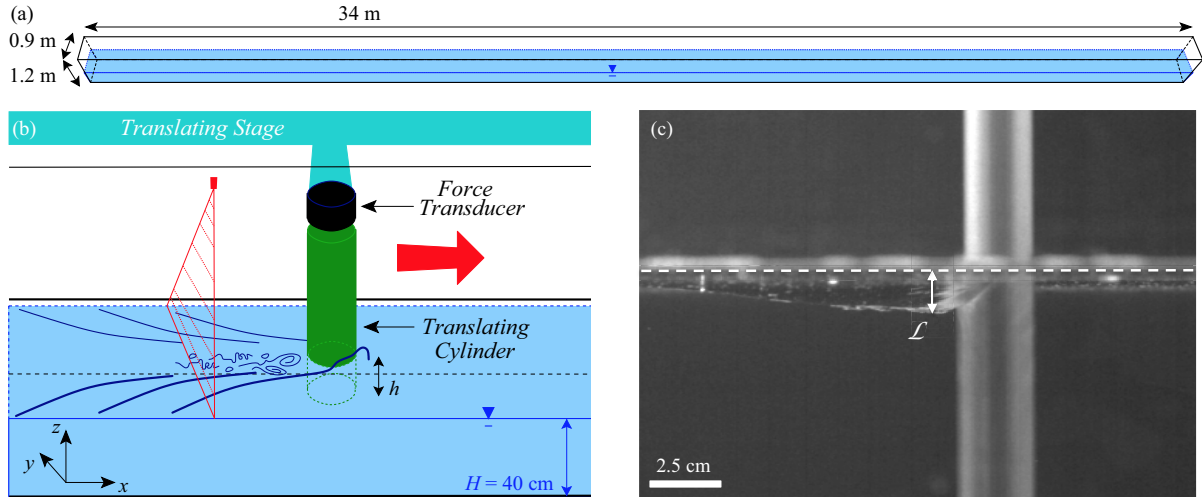 (a)
34 m
0.9 m
1.2 m
(b)
Translating Stage
Force
Transducer
Translating
Cylinder
h
z
y
x
H = 40 cm
(c)
ℒ
2.5 cm